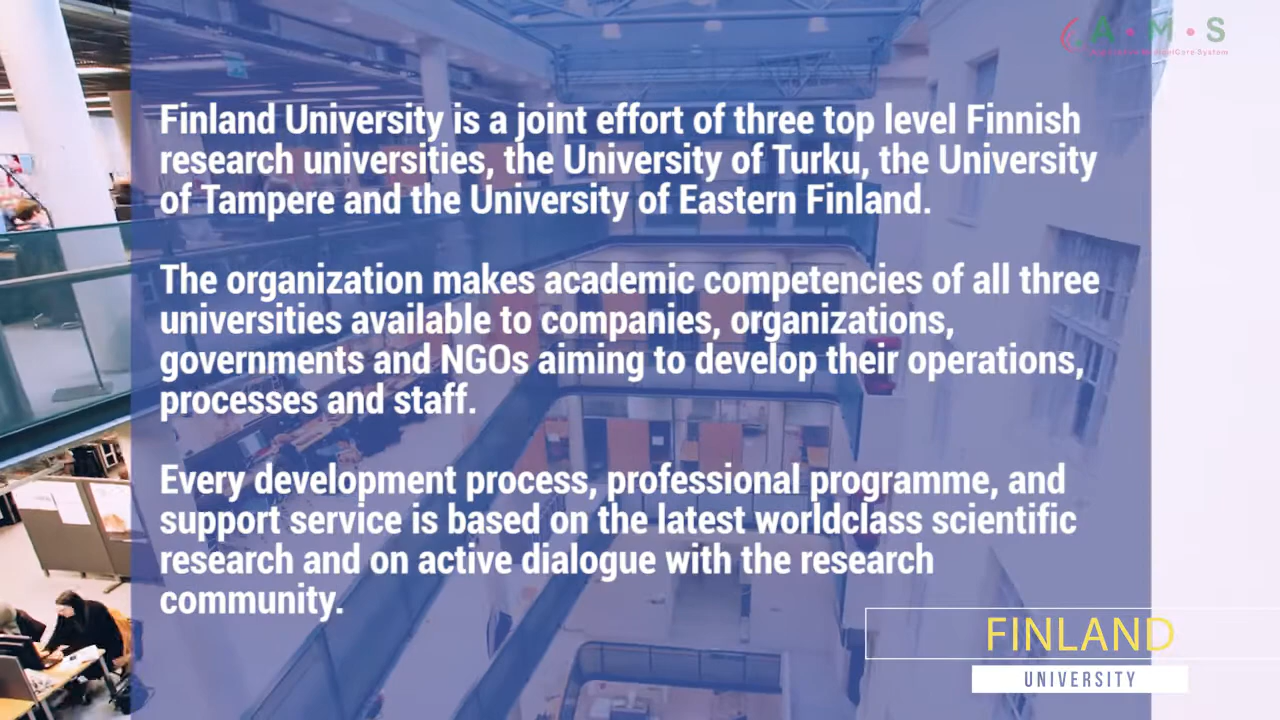 A • M • S
Finland University is a joint effort of three top level Finnish
research universities, the University of Turku, the University
of Tampere and the University of Eastern Finland.
The organization makes academic competencies of all three
universities available to companies, organizations,
governments and NGOs aiming to develop their operations,
processes and staff.
Every development process, professional programme, and
support service is based on the latest worldclass scientific
research and on active dialogue with the research
community.
FINLAND
UNIVERSITY